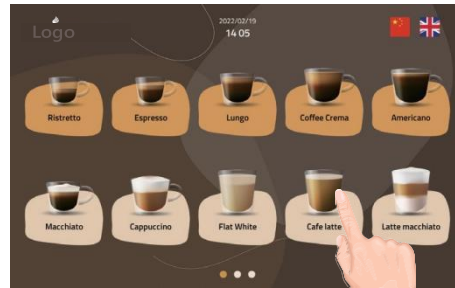 Logo
2022/02/19
14 05
Ristretto
Espresso
Lungo
Coffee Crema
Americano
Macchiato
Cappuccino
Flat White
Cafe latte
Latte macchiato